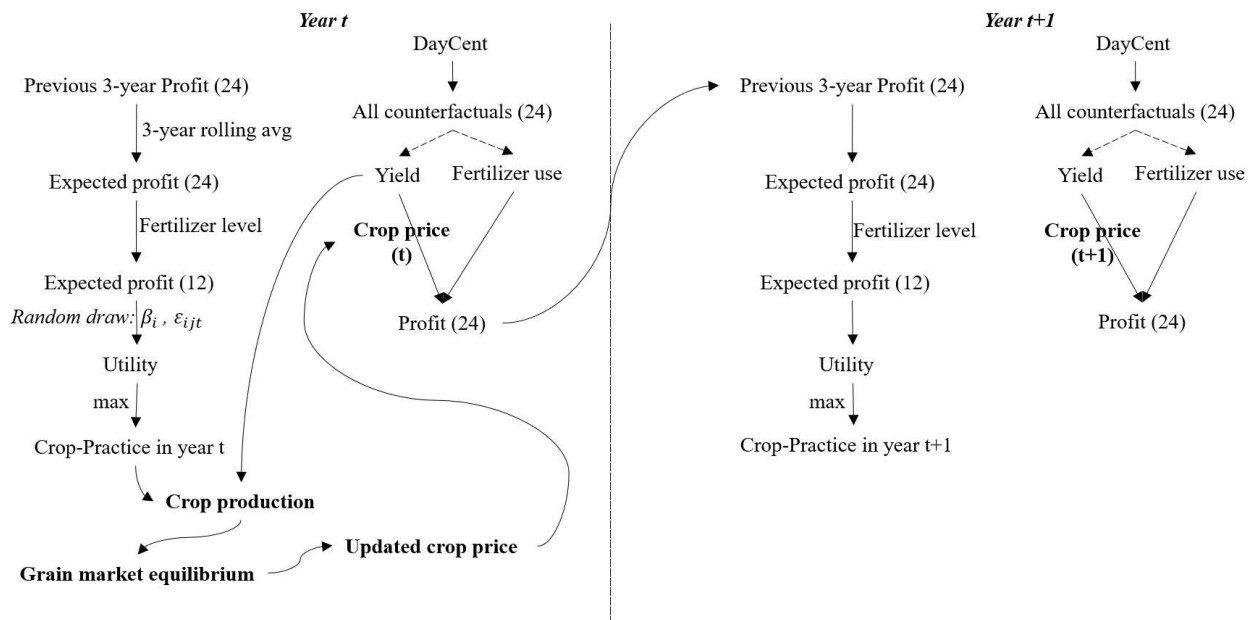 Year t
DayCent
Previous 3-year Profit (24)
All counterfactuals (24)
3-year rolling avg
Yield
Fertilizer use
Expected profit (24)
Fertilizer level
Crop price
(t)
Expected profit (12)
Random draw: βᵢ , εᵢⱼₜ
Profit (24)
Utility
max
Crop-Practice in year t
Crop production
Updated crop price
Grain market equilibrium
Year t+1
DayCent
Previous 3-year Profit (24)
All counterfactuals (24)
Yield
Fertilizer use
Expected profit (24)
Fertilizer level
Crop price
(t+1)
Expected profit (12)
Profit (24)
Utility
max
Crop-Practice in year t+1